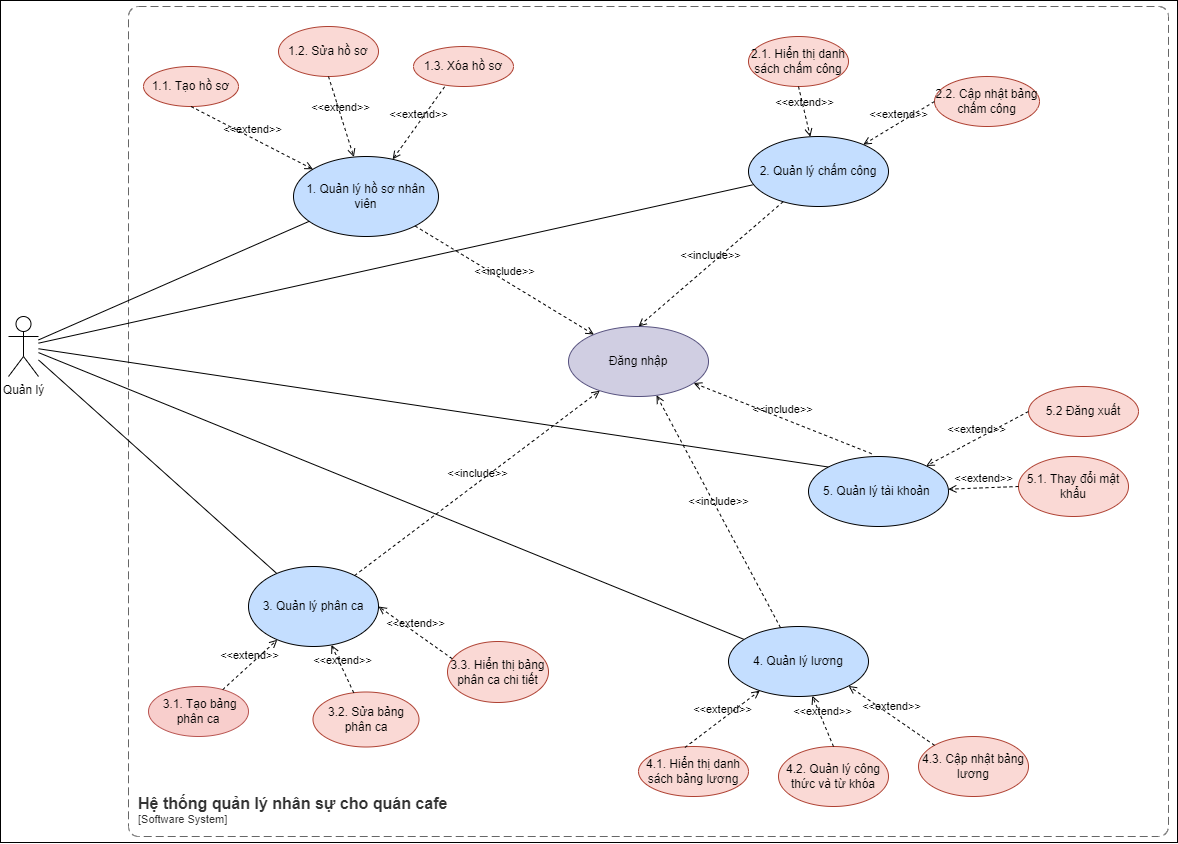 1.2. Sửa hồ sơ
1.3. Xóa hồ sơ
1.1. Tạo hồ sơ
<<extend>>
<<extend>>
<<extend>>
1. Quản lý hồ sơ nhân
viên
2.1. Hiển thị danh
sách chấm công
2.2. Cập nhật bảng
chấm công
<<extend>>
<<extend>>
2. Quản lý chấm công
<<include>>
<<include>>
Đăng nhập
Quản lý
<<include>>
<<include>>
<<include>>
5.2 Đăng xuất
<<extend>>
5. Quản lý tài khoản
<<extend>>
5.1. Thay đổi mật
khẩu
3. Quản lý phân ca
<<extend>>
<<extend>>
<<extend>>
3.1. Tạo bảng
phân ca
3.2. Sửa bảng
phân ca
3.3. Hiển thị bảng
phân ca chi tiết
4. Quản lý lương
<<extend>>
<<extend>>
<<extend>>
4.1. Hiển thị danh
sách bảng lương
4.2. Quản lý công
thức và từ khóa
4.3. Cập nhật bảng
lương
Hệ thống quản lý nhân sự cho quán cafe
[Software System]